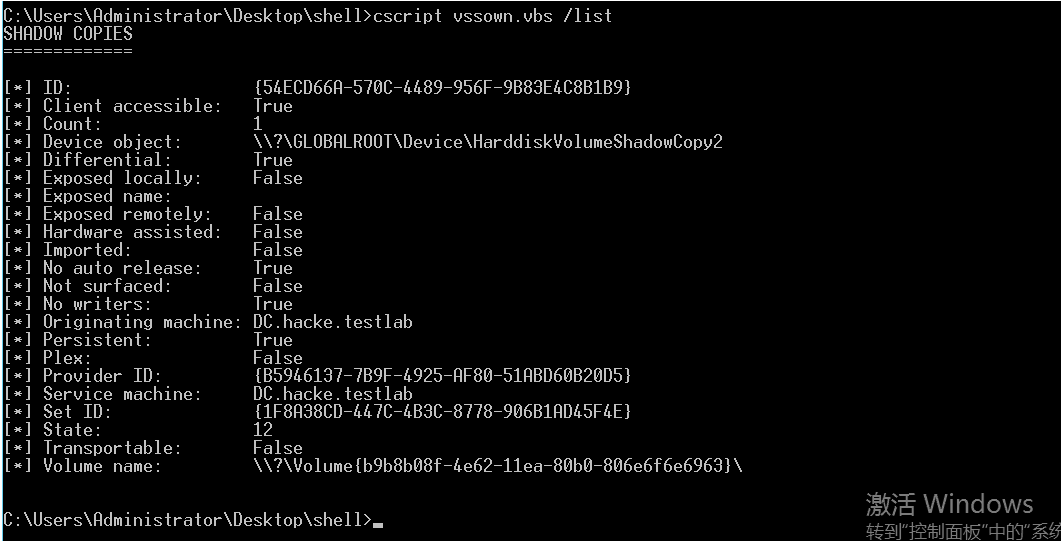 C:\Users\Administrator\Desktop\shell>cscript vssown.vbs /list
SHADOW COPIES
=============
[*] ID: {54ECD66A-570C-4489-956F-9B83E4C8B1B9}
[*] Client accessible: True
[*] Count: 1
[*] Device object: \\?\GLOBALROOT\Device\HarddiskVolumeShadowCopy2
[*] Differential: True
[*] Exposed locally: False
[*] Exposed name:
[*] Exposed remotely: False
[*] Hardware assisted: False
[*] Imported: False
[*] No auto release: True
[*] Not surfaced: False
[*] No writers: True
[*] Originating machine: DC.hacke.testlab
[*] Persistent: True
[*] Plex: False
[*] Provider ID: {B5946137-7B9F-4925-AF80-51ABD60B20D5}
[*] Service machine: DC.hacke.testlab
[*] Set ID: {1F8A38CD-447C-4B3C-8778-906B1AD45F4E}
[*] State: 12
[*] Transportable: False
[*] Volume name: \\?\Volume{b9b8b08f-4e62-11ea-80b0-806e6f6e6963}\
C:\Users\Administrator\Desktop\shell>
激活 Windows
转到"控制面板"中的"系统